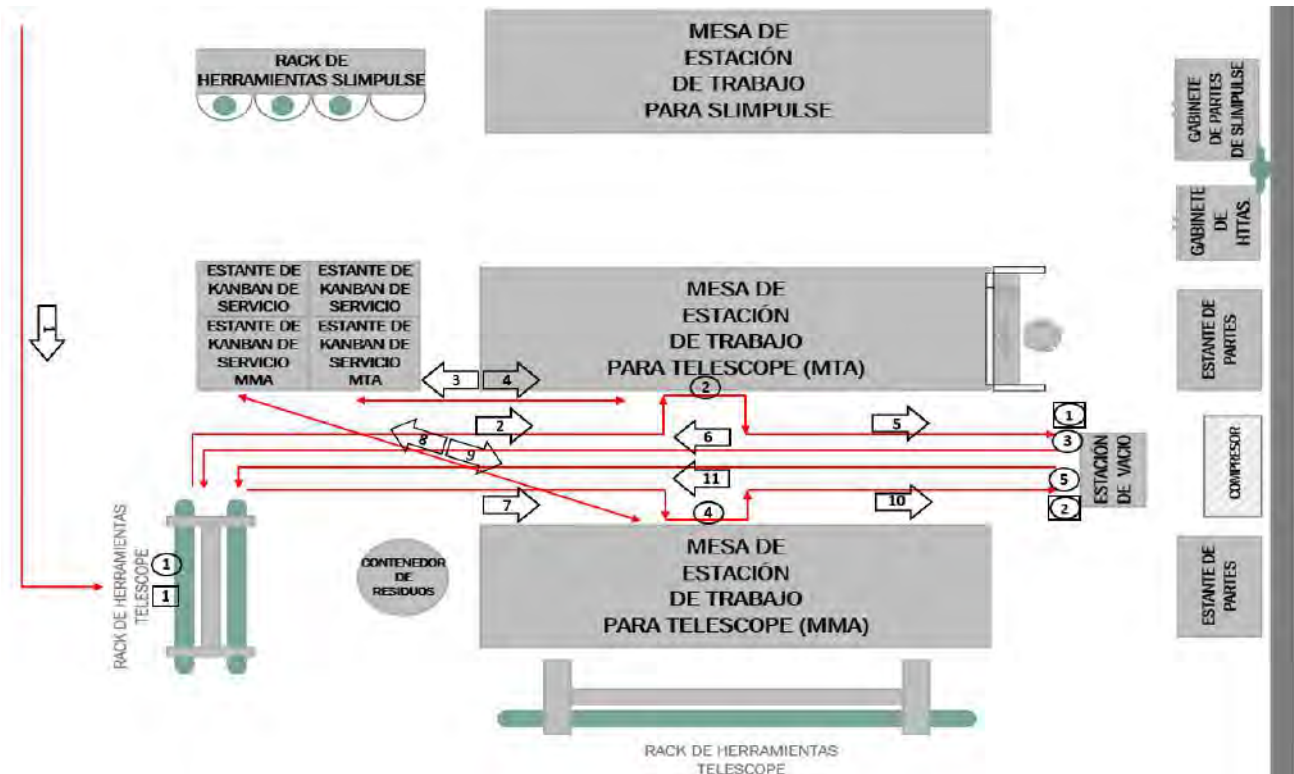 RACK DE
HERRAMIENTAS SLIMPULSE
MESA DE
ESTACIÓN
DE TRABAJO
PARA SLIMPULSE
GABINETE
DE PARTES
DE SLIMPULSE
GABINETE
DE
HTTAS.
1
ESTANTE DE
KANBAN DE
SERVICIO
ESTANTE DE
KANBAN DE
SERVICIO
ESTANTE DE
KANBAN DE
SERVICIO
MMA
ESTANTE DE
KANBAN DE
SERVICIO
MTA
MESA DE
ESTACIÓN
DE TRABAJO
PARA TELESCOPE (MTA)
ESTANTE DE
PARTES
3
4
2
2
5
1
8
9
6
3
11
5
7
4
10
2
ESTACIÓN
DE VACIO
COMPRESOR
RACK DE HERRAMIENTAS
TELESCOPE
1
1
CONTENEDOR
DE
RESIDUOS
MESA DE
ESTACIÓN
DE TRABAJO
PARA TELESCOPE (MMA)
ESTANTE DE
PARTES
RACK DE HERRAMIENTAS
TELESCOPE